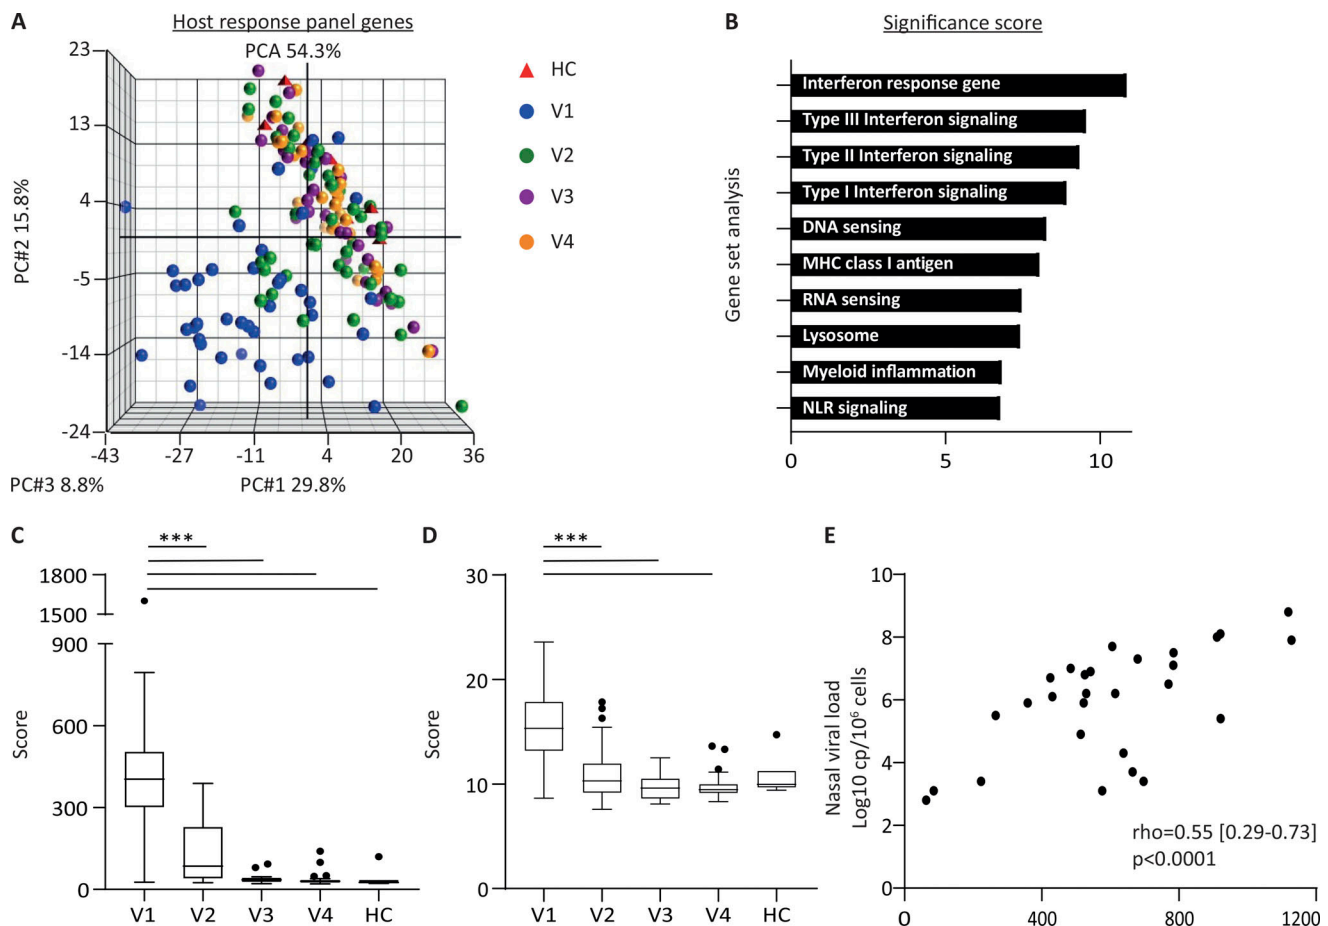 A
Host response panel genes
PCA 54.3%
23
13
4
-5
-14
-24
PC#2 15.8%
-43
-27
-11
4
20
36
PC#3 8.8%
PC#1 29.8%
HC
V1
V2
V3
V4
B
Significance score
Gene set analysis
Interferon response gene
Type III Interferon signaling
Type II Interferon signaling
Type I Interferon signaling
DNA sensing
MHC class I antigen
RNA sensing
Lysosome
Myeloid inflammation
NLR signaling
0
5
10
C
***
1800
1500
900
600
300
0
Score
V1
V2
V3
V4
HC
D
***
30
20
10
0
Score
V1
V2
V3
V4
HC
E
10
8
6
4
2
0
Nasal viral load
Log10 cp/10⁶ cells
rho=0.55 [0.29-0.73]
p<0.0001
0
400
800
1200